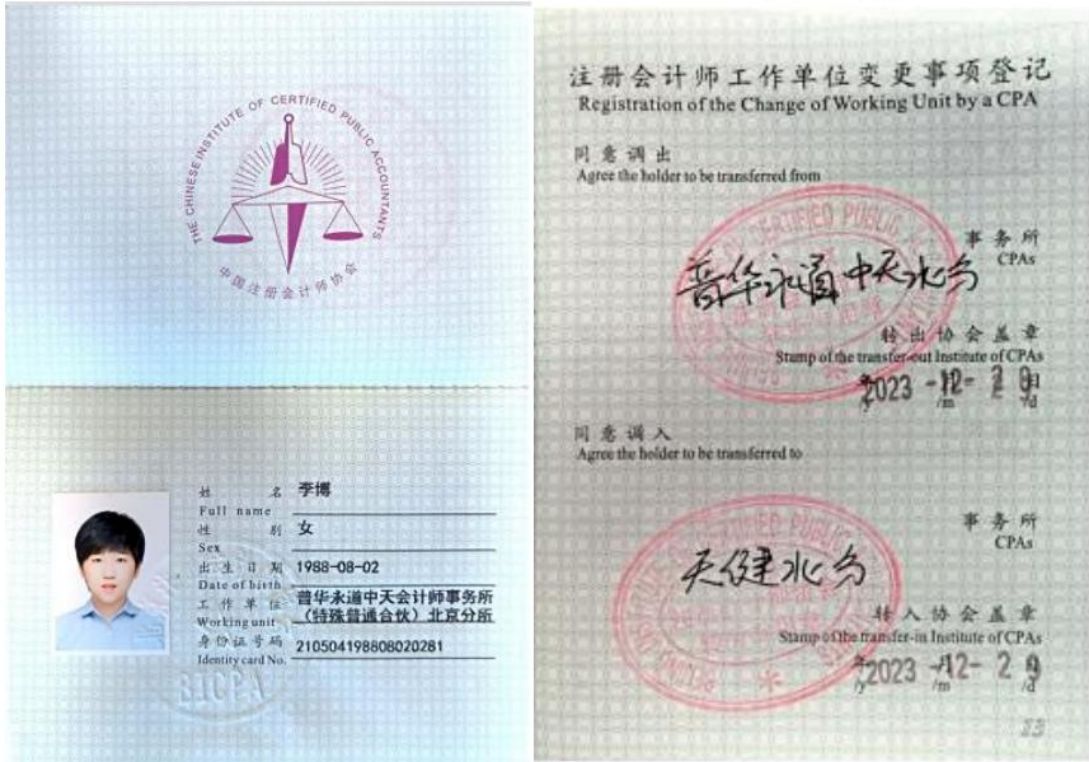 THE CHINESE INSTITUTE OF CERTIFIED PUBLIC ACCOUNTANTS
中国注册会计师协会
姓 名 李博
Full name
性 别 女
Sex
出生日期 1988-08-02
Date of birth
工作单位 普华永道中天会计师事务所
Working unit (特殊普通合伙) 北京分所
身份证号码 210504198808020281
Identity card No.
BICPA
注册会计师工作单位变更事项登记
Registration of the Change of Working Unit by a CPA
同意调出
Agree the holder to be transferred from
CERTIFIED PUBLIC
事务所
CPAs
普华永道中天北分
转出协会盖章
Stamp of the transfer-out Institute of CPAs
2023 -12- 2 9
/y /m /d
同意调入
Agree the holder to be transferred to
CERTIFIED PUBLIC
事务所
CPAs
天健北分
转入协会盖章
Stamp of the transfer-in Institute of CPAs
2023 -12- 2 9
/y /m /d